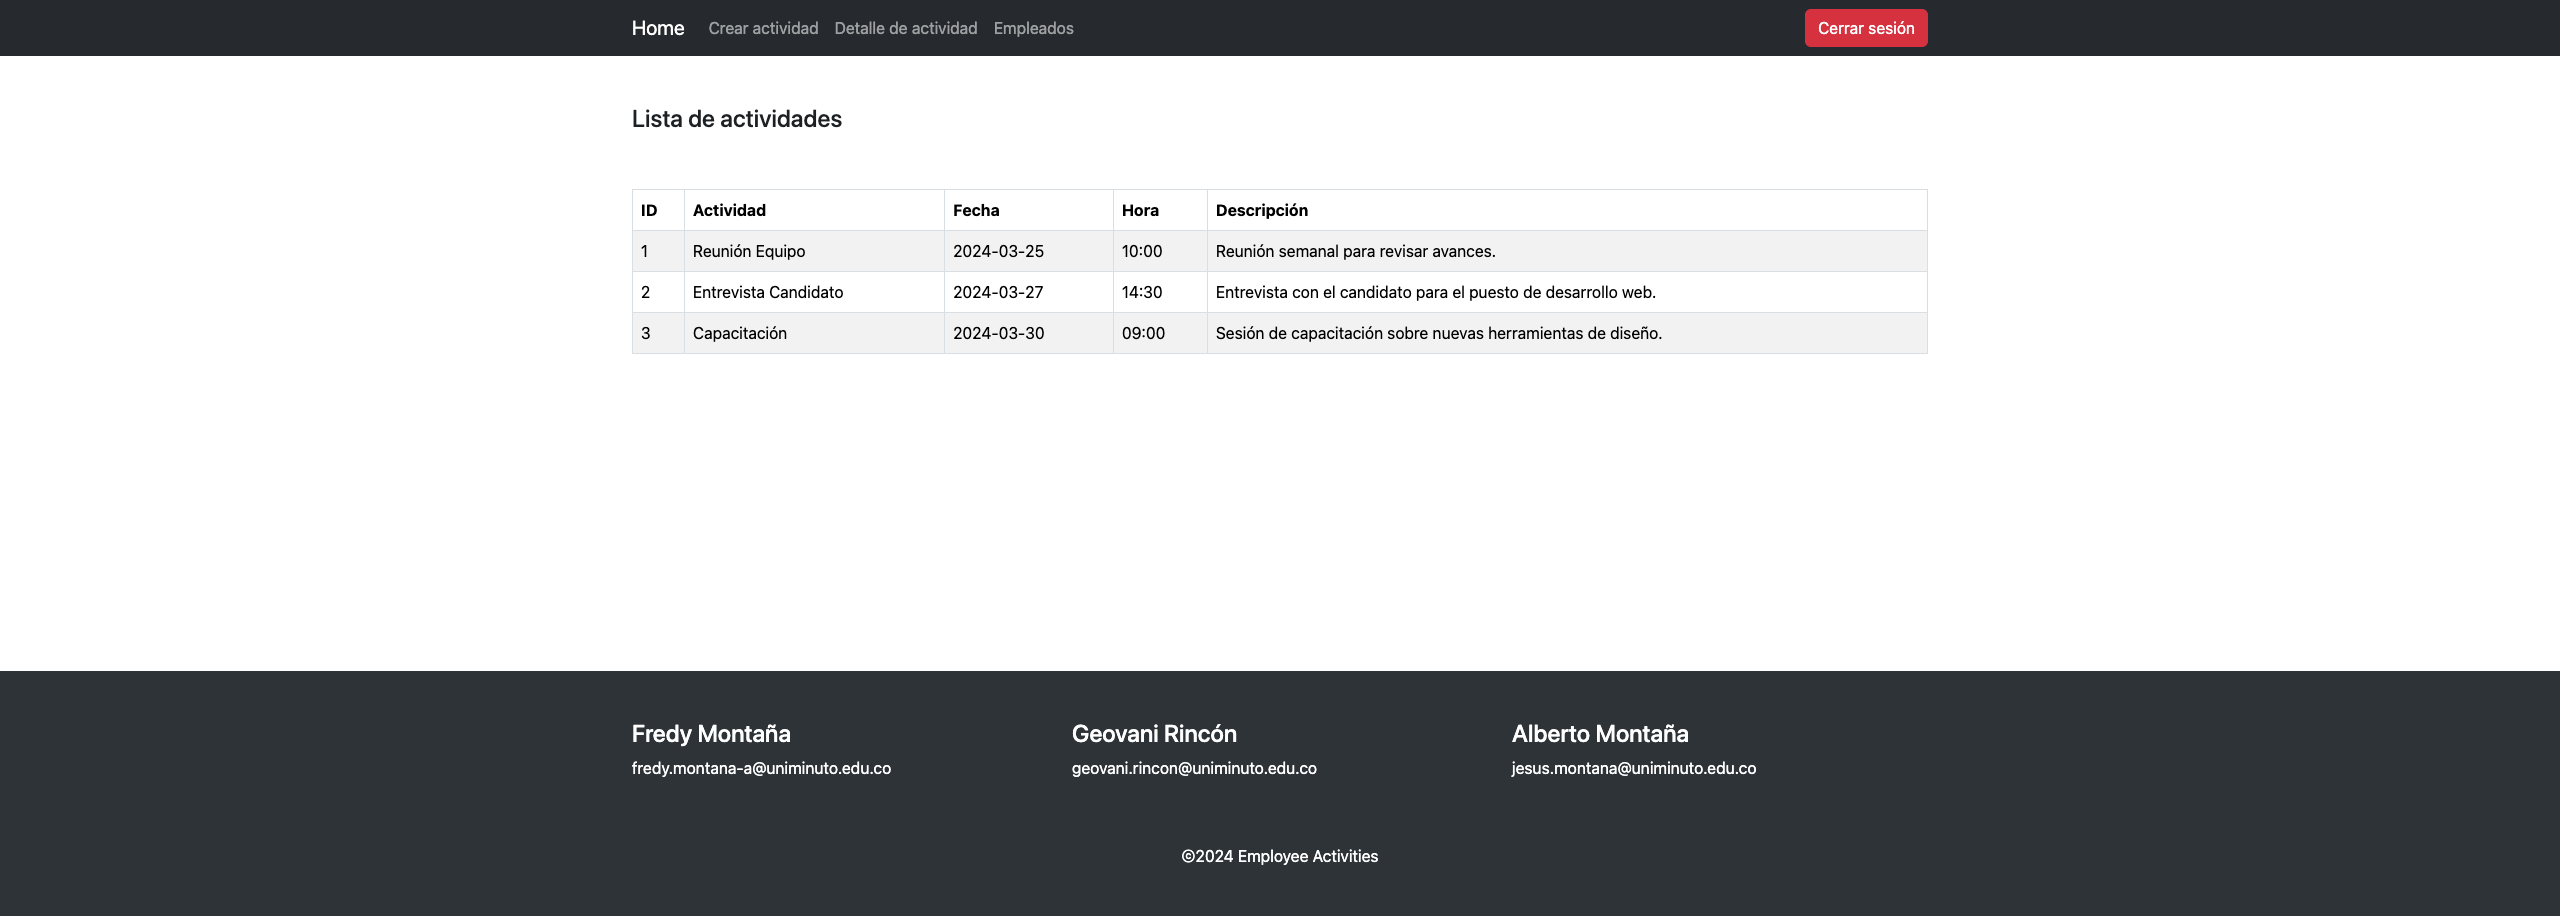 Home Crear actividad Detalle de actividad Empleados Cerrar sesión
Lista de actividades
ID Actividad Fecha Hora Descripción
1 Reunión Equipo 2024-03-25 10:00 Reunión semanal para revisar avances.
2 Entrevista Candidato 2024-03-27 14:30 Entrevista con el candidato para el puesto de desarrollo web.
3 Capacitación 2024-03-30 09:00 Sesión de capacitación sobre nuevas herramientas de diseño.
Fredy Montaña Geovani Rincón Alberto Montaña
fredy.montana-a@uniminuto.edu.co geovani.rincon@uniminuto.edu.co jesus.montana@uniminuto.edu.co
©2024 Employee Activities